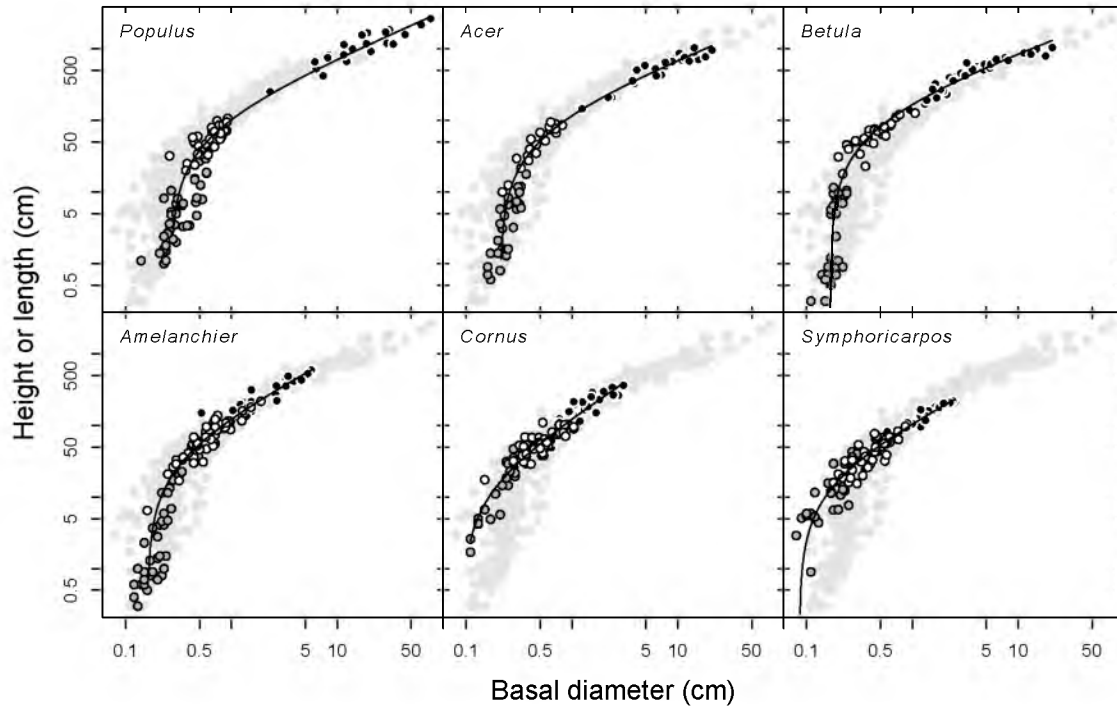 Populus
Acer
Betula
500
50
5
0.5
Height or length (cm)
Amelanchier
Cornus
Symphoricarpos
500
50
5
0.5
0.1 0.5 5 10 50
0.1 0.5 5 10 50
0.1 0.5 5 10 50
Basal diameter (cm)